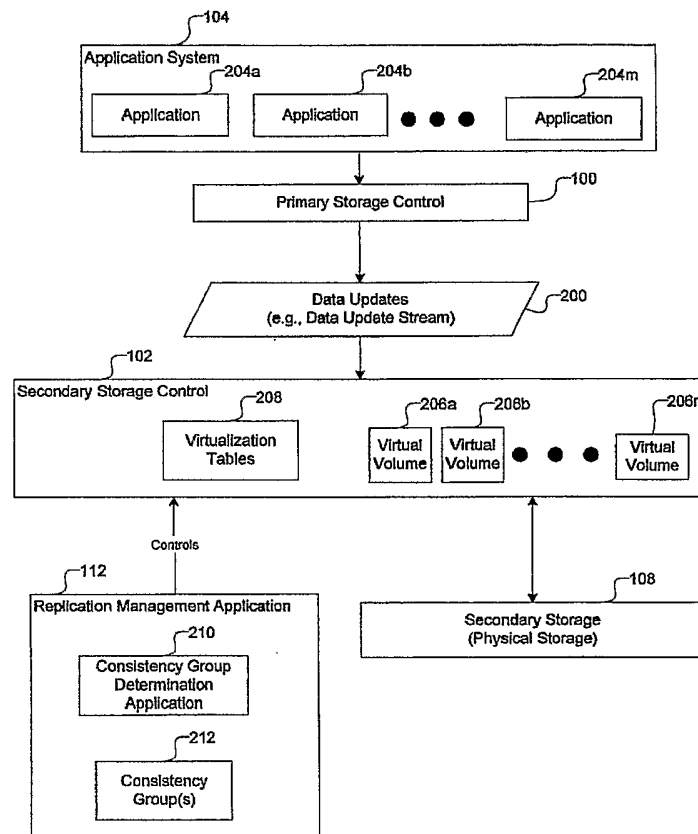 104
Application System
204a
204b
204m
Application
Application
Application
100
Primary Storage Control
Data Updates
(e.g., Data Update Stream)
200
102
Secondary Storage Control
208
206a
206b
Virtualization
Tables
Virtual
Volume
Virtual
Volume
Virtual
Volume
Controls
112
108
Replication Management Application
Secondary Storage
(Physical Storage)
210
Consistency Group
Determination
Application
212
Consistency
Group(s)